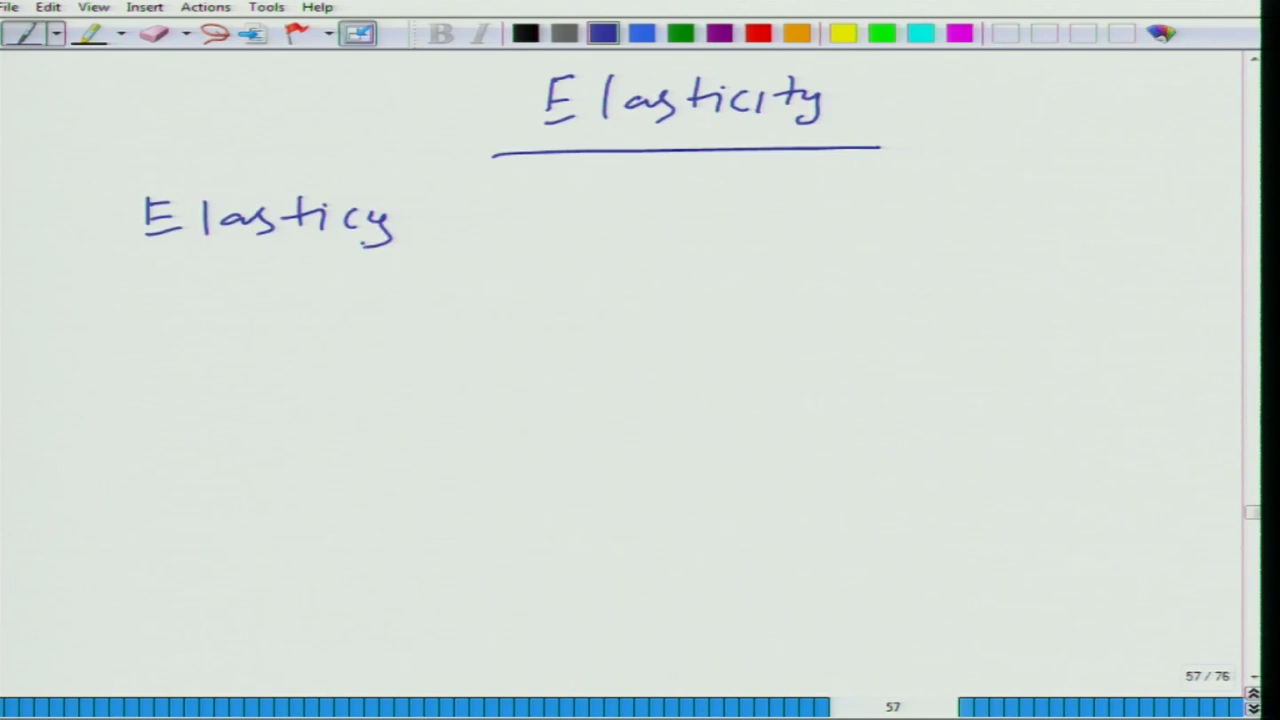 File Edit View Insert Actions Tools Help
B I
Elasticity
Elasticy
57 / 76
57